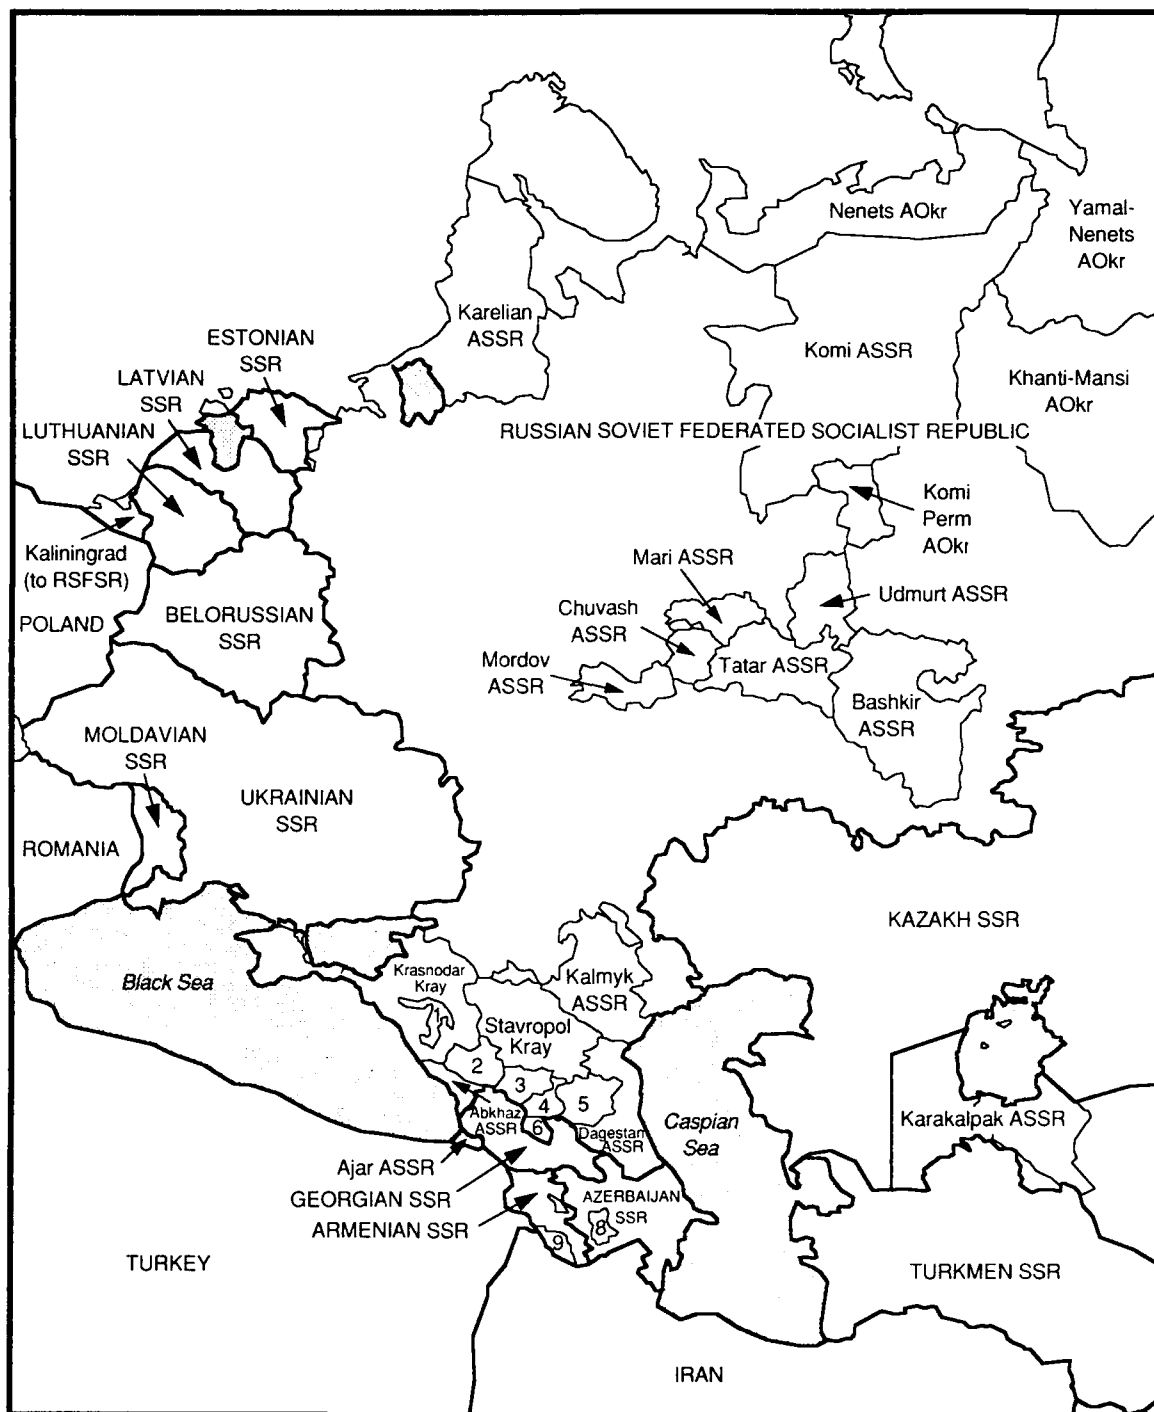 Nenets AOkr
Yamal-
Nenets
AOkr
Karelian
ASSR
Komi ASSR
Khanti-Mansi
AOkr
ESTONIAN
SSR
LATVIAN
SSR
LUTHUANIAN
SSR
RUSSIAN SOVIET FEDERATED SOCIALIST REPUBLIC
Komi
Perm
AOkr
Kaliningrad
(to RSFSR)
POLAND
BELORUSSIAN
SSR
Mari ASSR
Chuvash
ASSR
Udmurt ASSR
Mordov
ASSR
Tatar ASSR
Bashkir
ASSR
MOLDAVIAN
SSR
UKRAINIAN
SSR
ROMANIA
KAZAKH SSR
Black Sea
Krasnodar
Kray
Kalmyk
ASSR
1
Stavropol
Kray
2
3
4
5
6
Abkhaz
ASSR
Dagestan
ASSR
Caspian
Sea
Karakalpak ASSR
Ajar ASSR
GEORGIAN SSR
ARMENIAN SSR
AZERBAIJAN
SSR
8
9
TURKEY
TURKMEN SSR
IRAN